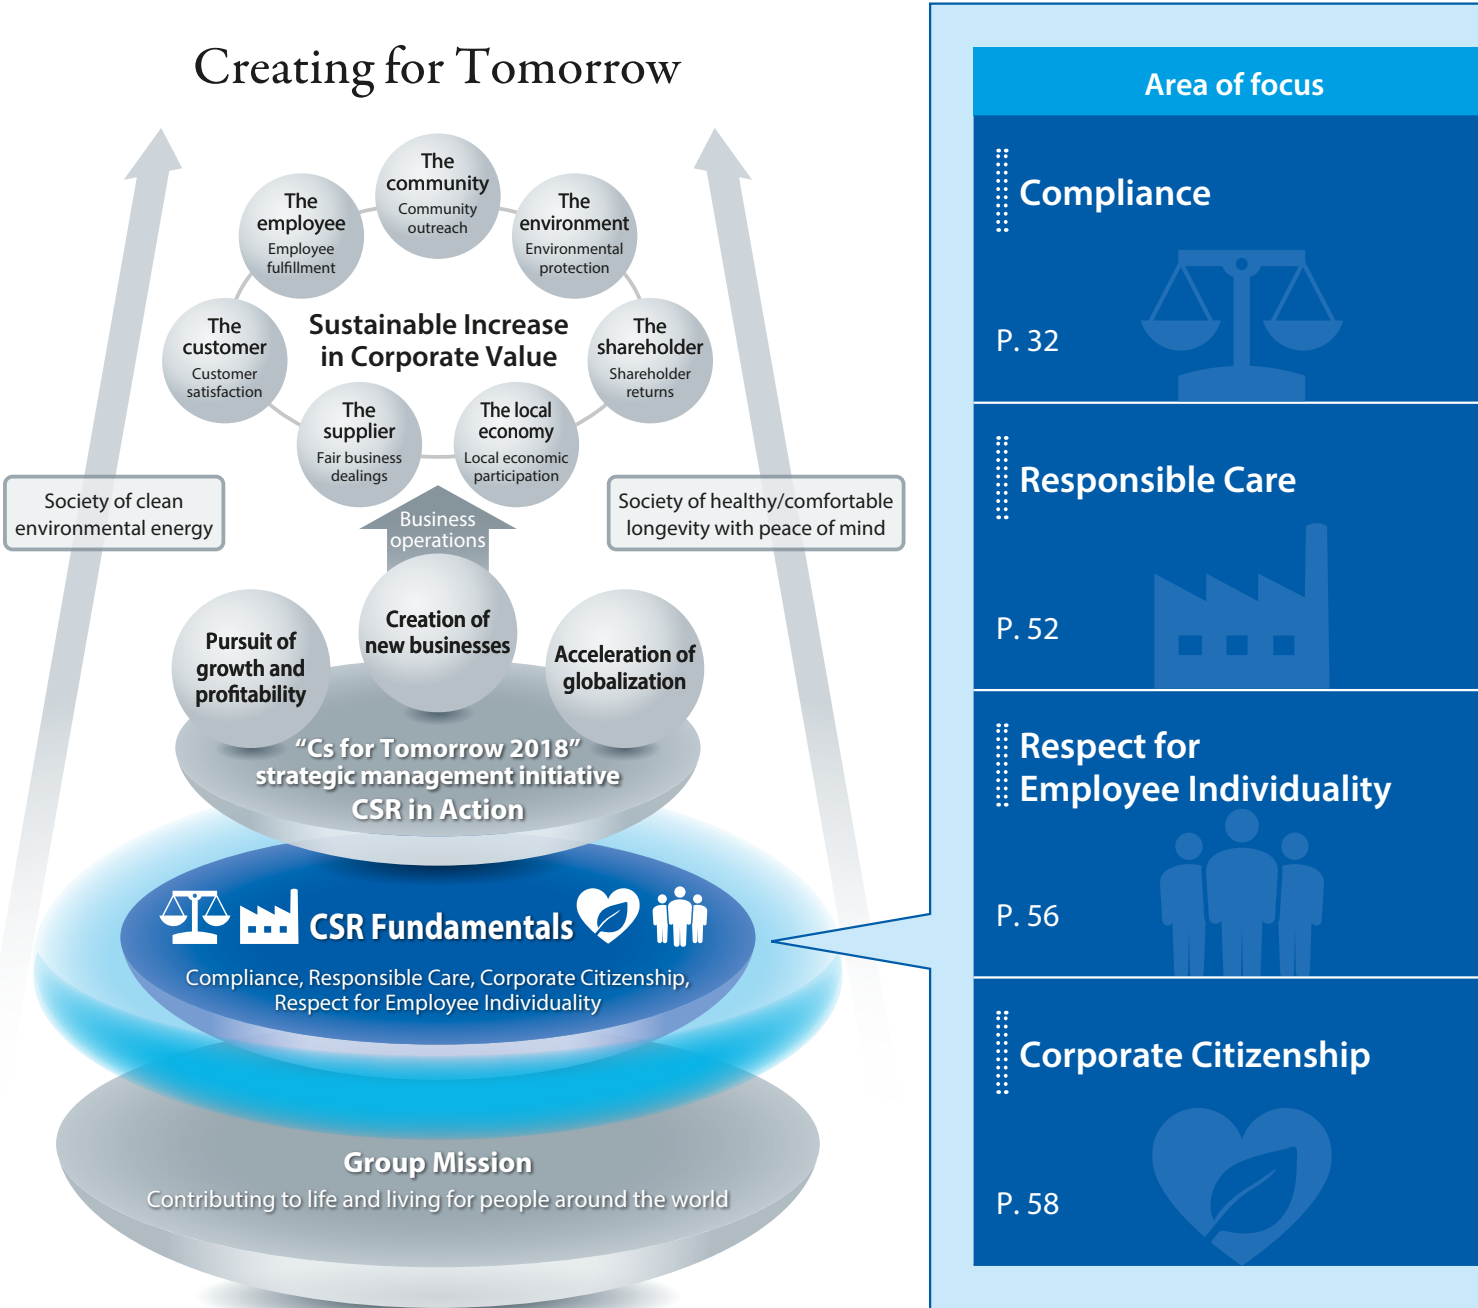 Creating for Tomorrow
The
community
Community
outreach
The
employee
Employee
fulfillment
The
environment
Environmental
protection
The
customer
Customer
satisfaction
Sustainable Increase
in Corporate Value
The
shareholder
Shareholder
returns
The
supplier
Fair business
dealings
The local
economy
Local economic
participation
Society of clean
environmental energy
Business
operations
Society of healthy/comfortable
longevity with peace of mind
Pursuit of
growth and
profitability
Creation of
new businesses
Acceleration of
globalization
“Cs for Tomorrow 2018”
strategic management initiative
CSR in Action
CSR Fundamentals
Compliance, Responsible Care, Corporate Citizenship,
Respect for Employee Individuality
Group Mission
Contributing to life and living for people around the world
Area of focus
Compliance
P. 32
Responsible Care
P. 52
Respect for
Employee Individuality
P. 56
Corporate Citizenship
P. 58